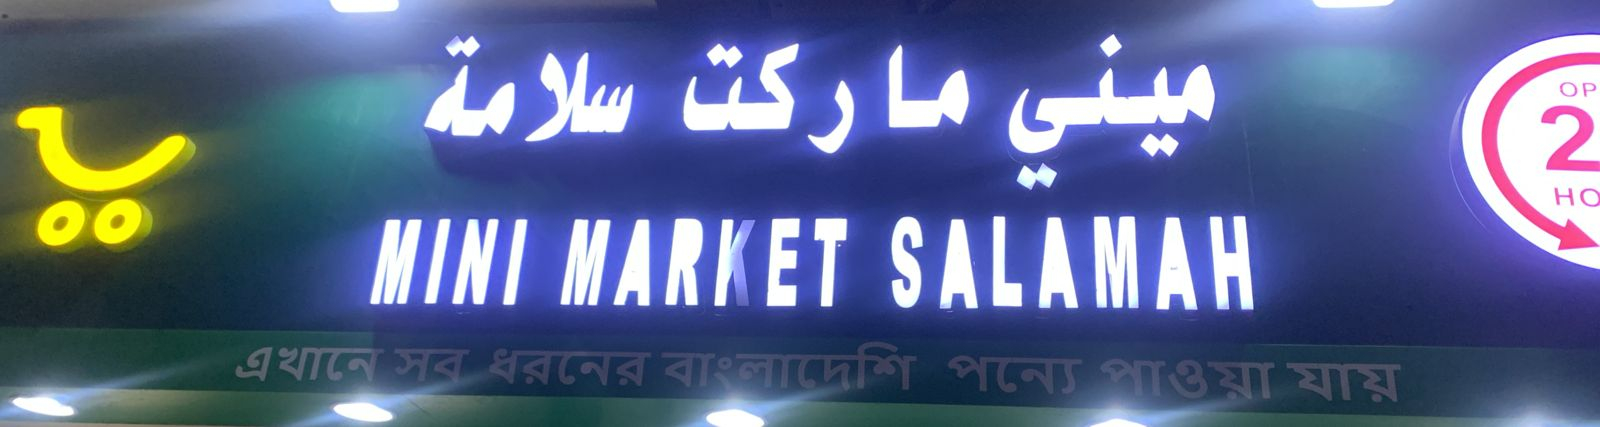 ميني ماركت سلامة
MINI MARKET SALAMAH
এখানে সব ধরনের বাংলাদেশি পন্যে পাওয়া যায়